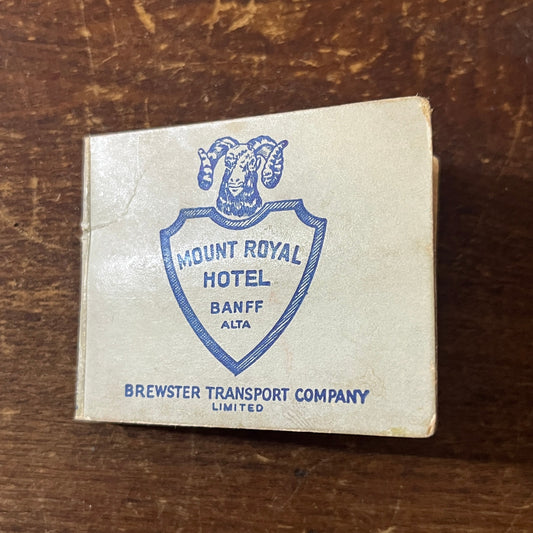 MOUNT ROYAL
HOTEL
BANFF
ALTA
BREWSTER TRANSPORT COMPANY
LIMITED